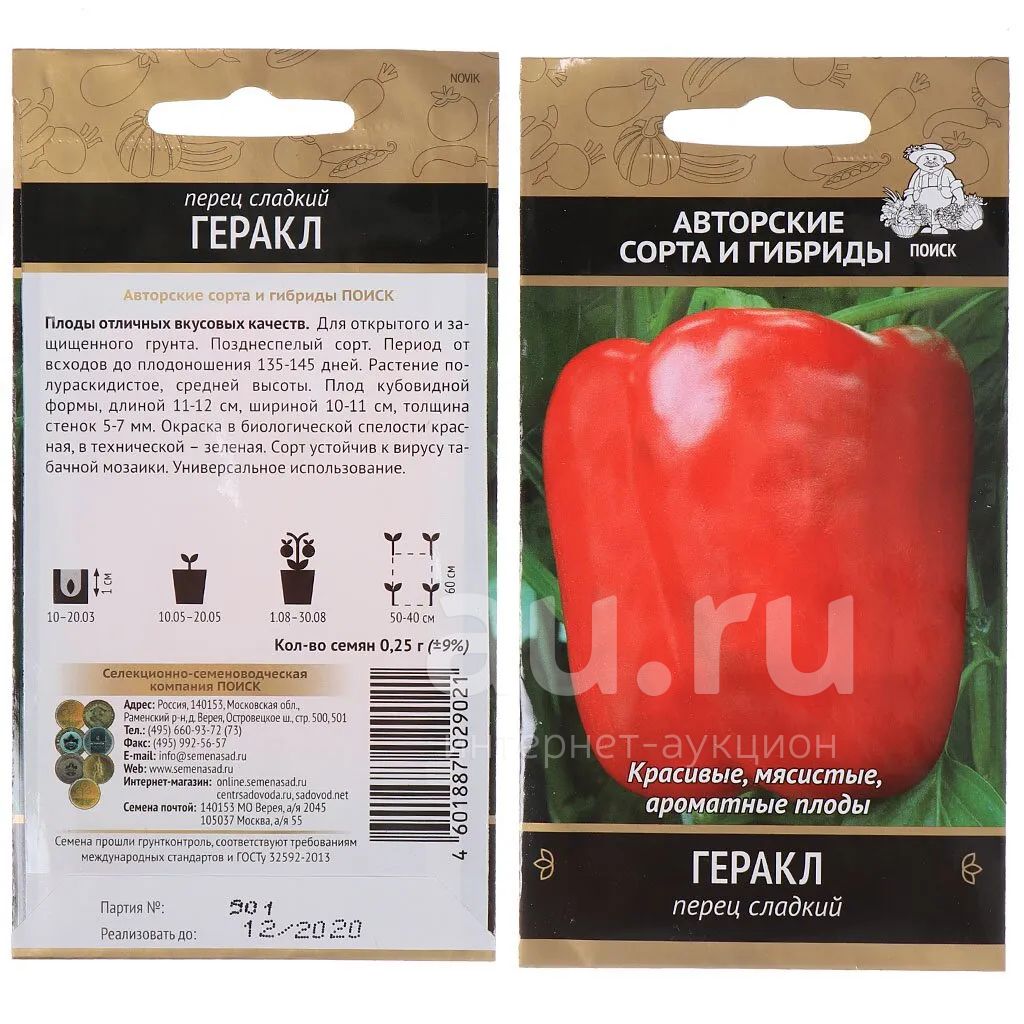 NOVIK
перец сладкий
ГЕРАКЛ
Авторские сорта и гибриды ПОИСК
Плоды отличных вкусовых качеств. Для открытого и за-
щищенного грунта. Позднеспелый сорт. Период от
всходов до плодоношения 135-145 дней. Растение по-
лураскидистое, средней высоты. Плод кубовидной
формы, длиной 11-12 см, шириной 10-11 см, толщина
стенок 5-7 мм. Окраска в биологической спелости крас-
ная, в технической – зеленая. Сорт устойчив к вирусу та-
бачной мозаики. Универсальное использование.
1 см
60 см
10–20.03
10.05–20.05
1.08–30.08
50-40 см
Кол-во семян 0,25 г (±9%)
Селекционно-семеноводческая
компания ПОИСК
Адрес: Россия, 140153, Московская обл.,
Раменский р-н, д. Верея, Островецкое ш., стр. 500, 501
Тел.: (495) 660-93-72 (73)
Факс: (495) 992-56-57
E-mail: info@semenasad.ru
Web: www.semenasad.ru
Интернет-магазин: online.semenasad.ru
centrsadovoda.ru, sadovod.net
Семена почтой: 140153 МО Верея, а/я 2045
105037 Москва, а/я 55
4 601887 029021
Семена прошли грунтконтроль, соответствуют требованиям
международных стандартов и ГОСТу 32592-2013
Партия №: 901
Реализовать до: 12/2020
АВТОРСКИЕ
СОРТА И ГИБРИДЫ
ПОИСК
au.ru
интернет-аукцион
Красивые, мясистые,
ароматные плоды
ГЕРАКЛ
перец сладкий